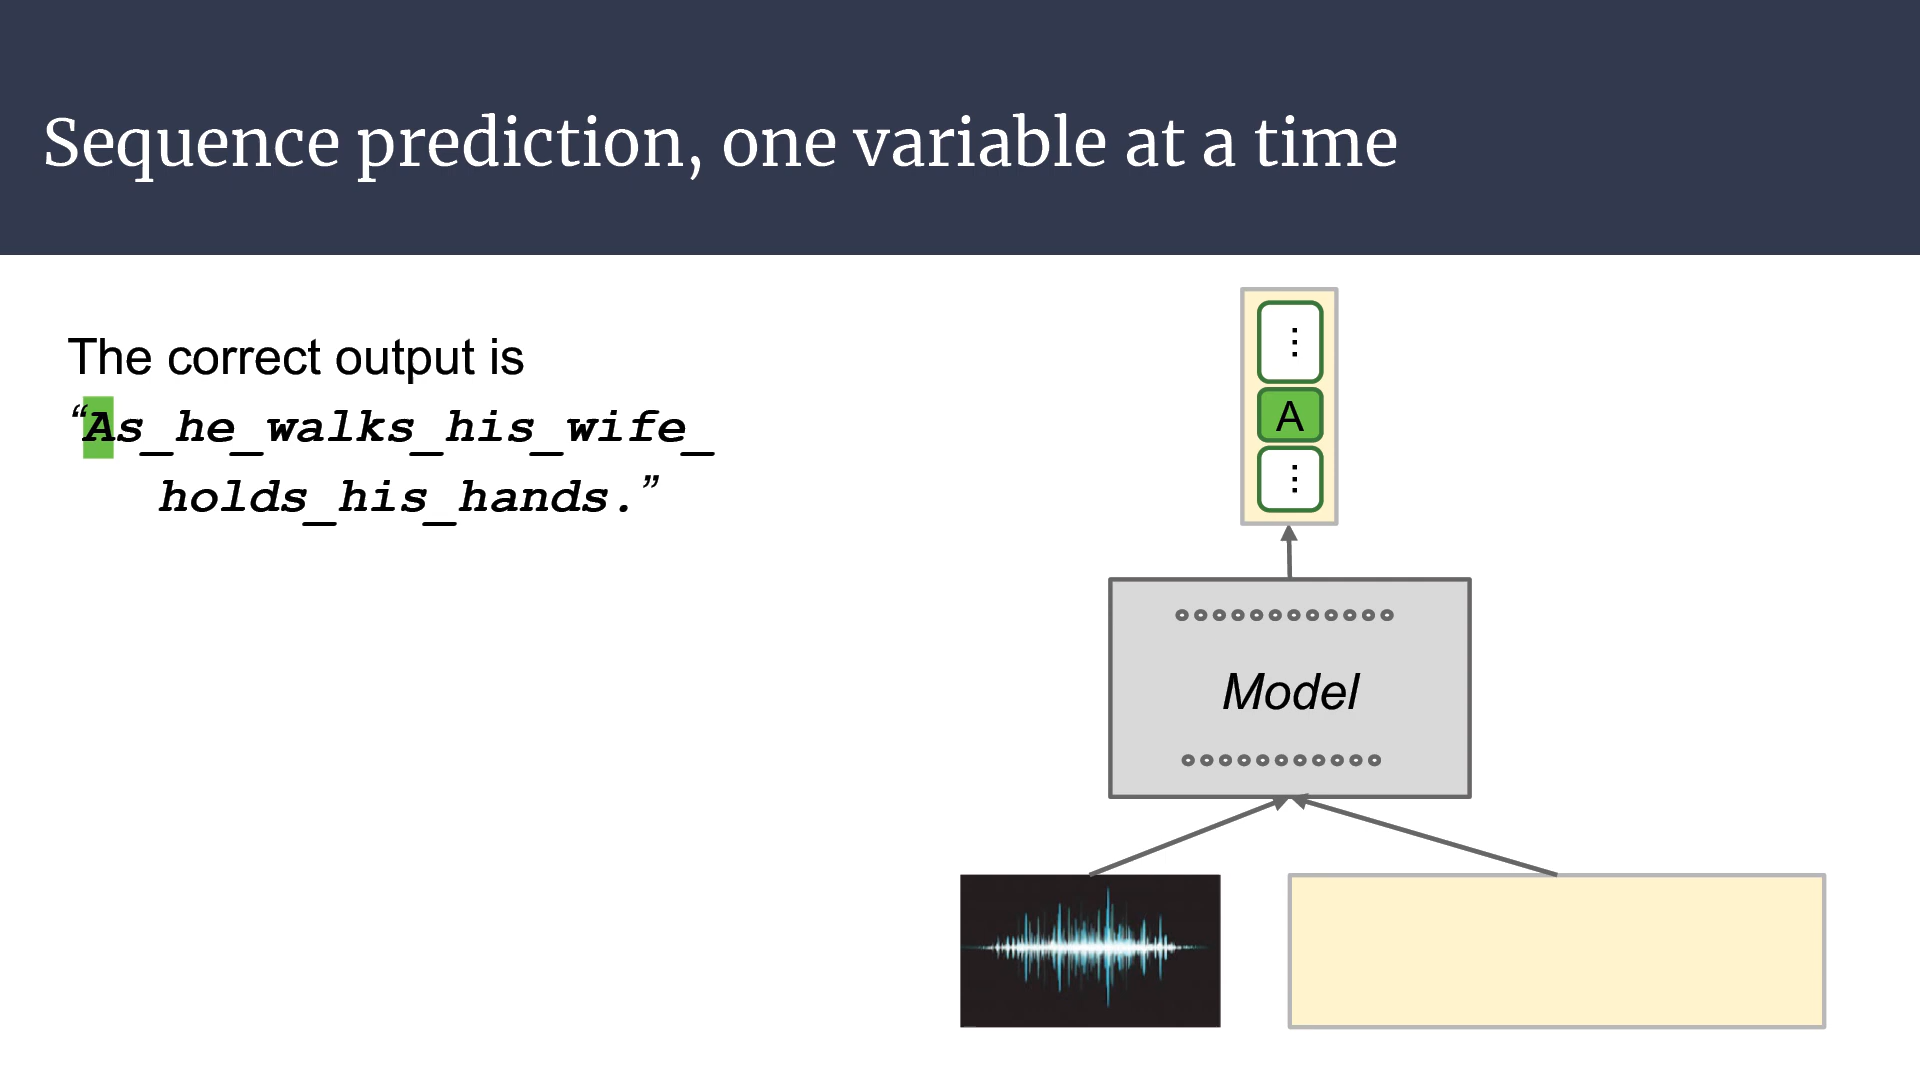 Sequence prediction, one variable at a time
The correct output is
“As_he_walks_his_wife_
holds_his_hands.”
⋮
A
⋮
Model